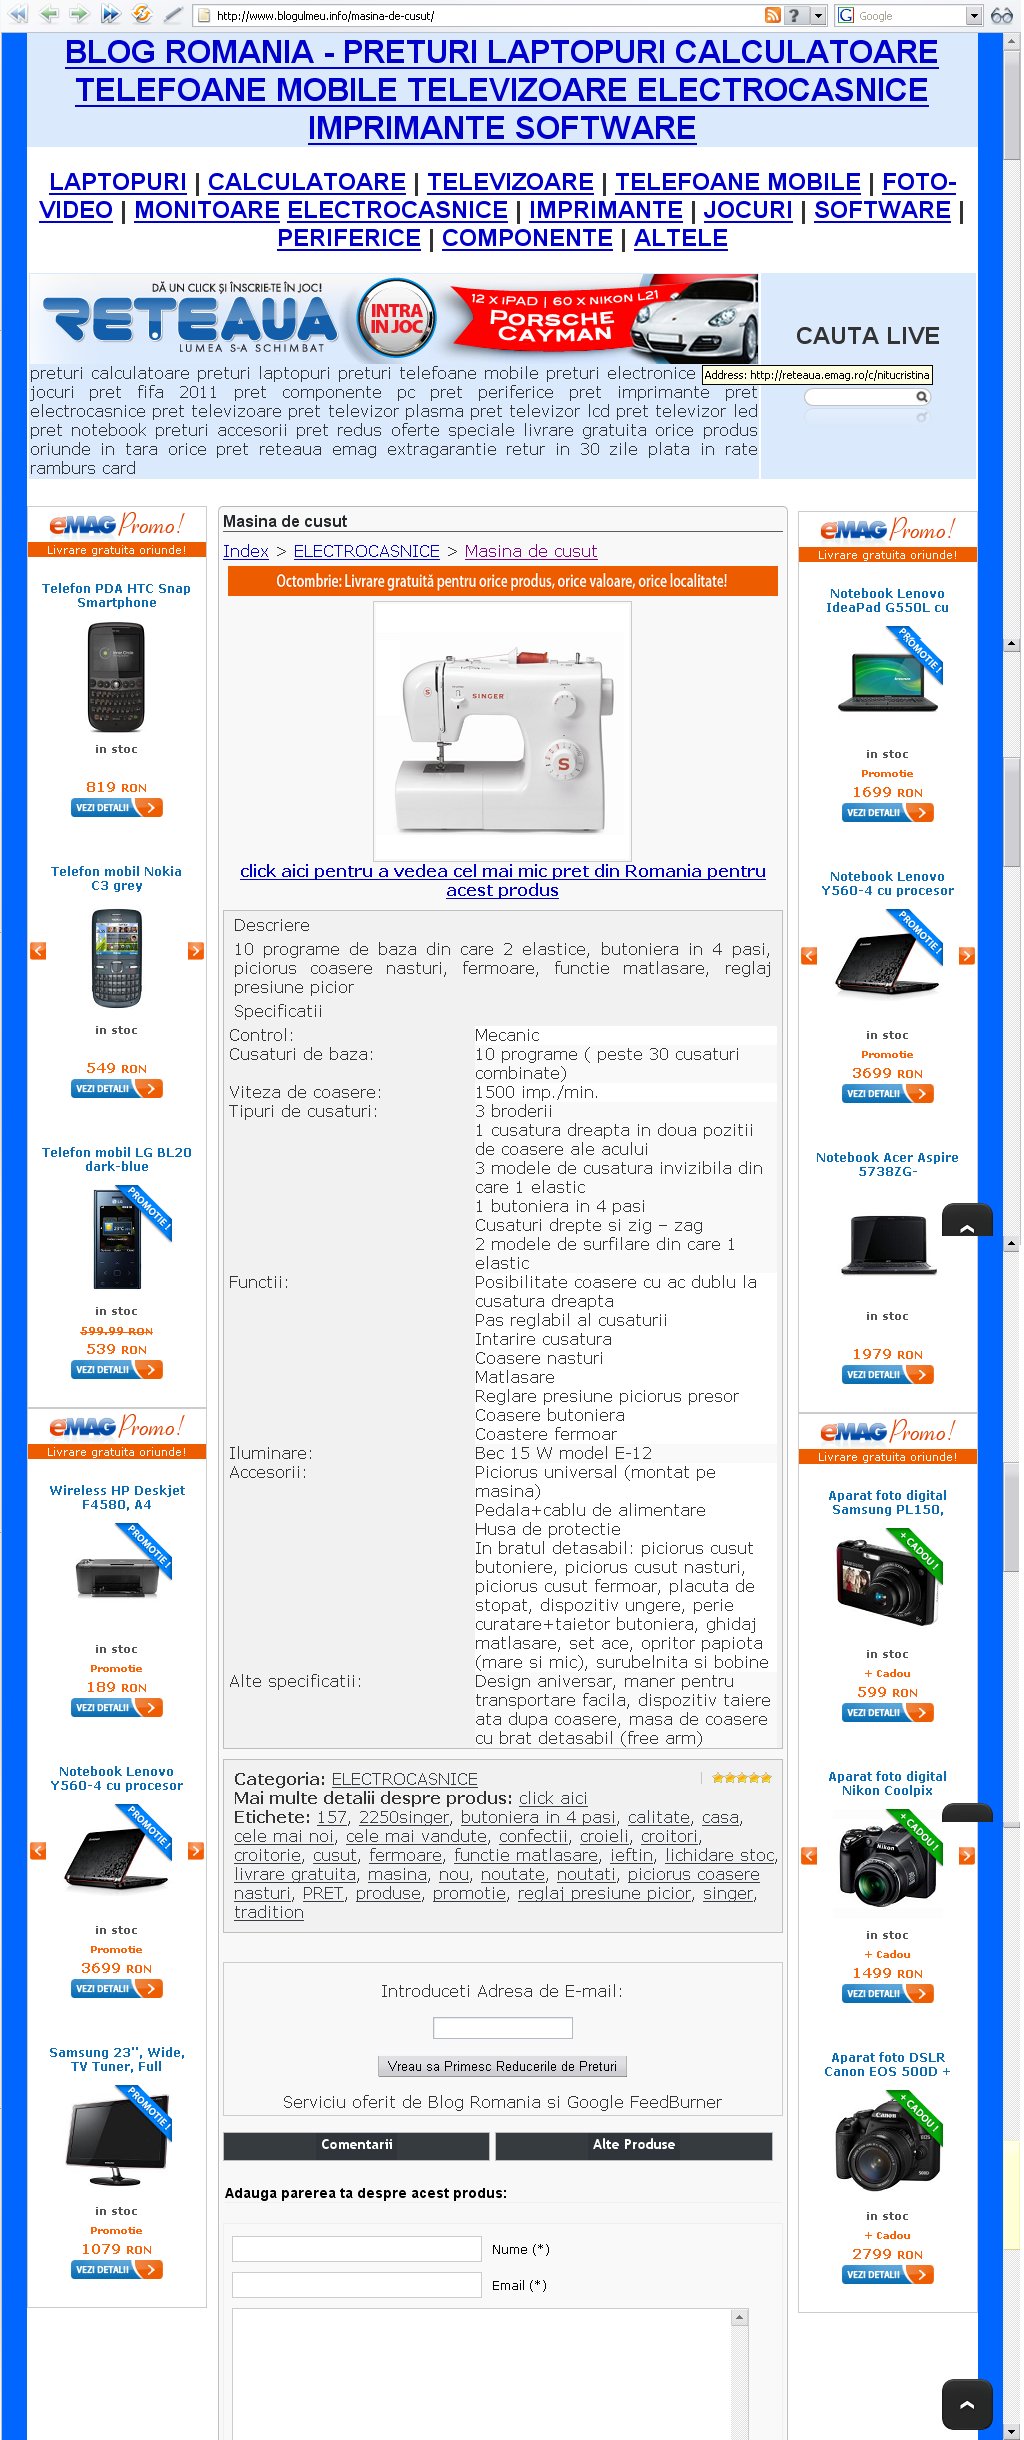 http://www.blogulmeu.info/masina-de-cusut/
Google
BLOG ROMANIA - PRETURI LAPTOPURI CALCULATOARE
TELEFOANE MOBILE TELEVIZOARE ELECTROCASNICE
IMPRIMANTE SOFTWARE
LAPTOPURI | CALCULATOARE | TELEVIZOARE | TELEFOANE MOBILE | FOTO-
VIDEO | MONITOARE ELECTROCASNICE | IMPRIMANTE | JOCURI | SOFTWARE |
PERIFERICE | COMPONENTE | ALTELE
DĂ UN CLICK ȘI ÎNSCRIE-TE ÎN JOC!
REȚEAUA
LUMEA S-A SCHIMBAT
INTRA
IN JOC
12 X iPAD | 60 X NIKON L21
PORSCHE
CAYMAN
CAUTA LIVE
Address: http://reteaua.emag.ro/c/nitucristina
preturi calculatoare preturi laptopuri preturi telefoane mobile preturi electronice
jocuri pret fifa 2011 pret componente pc pret periferice pret imprimante pret
electrocasnice pret televizoare pret televizor plasma pret televizor lcd pret televizor led
pret notebook preturi accesorii pret redus oferte speciale livrare gratuita orice produs
oriunde in tara orice pret reteaua emag extragarantie retur in 30 zile plata in rate
ramburs card
eMAG Promo!
Livrare gratuita oriunde!
Telefon PDA HTC Snap
Smartphone
in stoc
819 RON
VEZI DETALII
Telefon mobil Nokia
C3 grey
in stoc
549 RON
VEZI DETALII
Telefon mobil LG BL20
dark-blue
PROMOTIE !
in stoc
599.99 RON
539 RON
VEZI DETALII
eMAG Promo!
Livrare gratuita oriunde!
Wireless HP Deskjet
F4580, A4
PROMOTIE !
in stoc
Promotie
189 RON
VEZI DETALII
Notebook Lenovo
Y560-4 cu procesor
PROMOTIE !
in stoc
Promotie
3699 RON
VEZI DETALII
Samsung 23'', Wide,
TV Tuner, Full
PROMOTIE !
in stoc
Promotie
1079 RON
VEZI DETALII
Masina de cusut
Index > ELECTROCASNICE > Masina de cusut
Octombrie: Livrare gratuită pentru orice produs, orice valoare, orice localitate!
SINGER
S
S
click aici pentru a vedea cel mai mic pret din Romania pentru
acest produs
Descriere
10 programe de baza din care 2 elastice, butoniera in 4 pasi,
piciorus coasere nasturi, fermoare, functie matlasare, reglaj
presiune picior
Specificatii
Control: Mecanic
Cusaturi de baza: 10 programe ( peste 30 cusaturi
combinate)
Viteza de coasere: 1500 imp./min.
Tipuri de cusaturi: 3 broderii
1 cusatura dreapta in doua pozitii
de coasere ale acului
3 modele de cusatura invizibila din
care 1 elastic
1 butoniera in 4 pasi
Cusaturi drepte si zig – zag
2 modele de surfilare din care 1
elastic
Functii: Posibilitate coasere cu ac dublu la
cusatura dreapta
Pas reglabil al cusaturii
Intarire cusatura
Coasere nasturi
Matlasare
Reglare presiune piciorus presor
Coasere butoniera
Coastere fermoar
Iluminare: Bec 15 W model E-12
Accesorii: Piciorus universal (montat pe
masina)
Pedala+cablu de alimentare
Husa de protectie
In bratul detasabil: piciorus cusut
butoniere, piciorus cusut nasturi,
piciorus cusut fermoar, placuta de
stopat, dispozitiv ungere, perie
curatare+taietor butoniera, ghidaj
matlasare, set ace, opritor papiota
(mare si mic), surubelnita si bobine
Alte specificatii: Design aniversar, maner pentru
transportare facila, dispozitiv taiere
ata dupa coasere, masa de coasere
cu brat detasabil (free arm)
Categoria: ELECTROCASNICE
Mai multe detalii despre produs: click aici
Etichete: 157, 2250singer, butoniera in 4 pasi, calitate, casa,
cele mai noi, cele mai vandute, confectii, croieli, croitori,
croitorie, cusut, fermoare, functie matlasare, ieftin, lichidare stoc,
livrare gratuita, masina, nou, noutate, noutati, piciorus coasere
nasturi, PRET, produse, promotie, reglaj presiune picior, singer,
tradition
Introduceti Adresa de E-mail:
Vreau sa Primesc Reducerile de Preturi
Serviciu oferit de Blog Romania si Google FeedBurner
Comentarii
Alte Produse
Adauga parerea ta despre acest produs:
Nume (*)
Email (*)
eMAG Promo!
Livrare gratuita oriunde!
Notebook Lenovo
IdeaPad G550L cu
PROMOTIE !
in stoc
Promotie
1699 RON
VEZI DETALII
Notebook Lenovo
Y560-4 cu procesor
PROMOTIE !
in stoc
Promotie
3699 RON
VEZI DETALII
Notebook Acer Aspire
5738ZG-
in stoc
1979 RON
VEZI DETALII
eMAG Promo!
Livrare gratuita oriunde!
Aparat foto digital
Samsung PL150,
+ CADOU !
in stoc
+ Cadou
599 RON
VEZI DETALII
Aparat foto digital
Nikon Coolpix
+ CADOU !
in stoc
+ Cadou
1499 RON
VEZI DETALII
Aparat foto DSLR
Canon EOS 500D +
+ CADOU !
in stoc
+ Cadou
2799 RON
VEZI DETALII